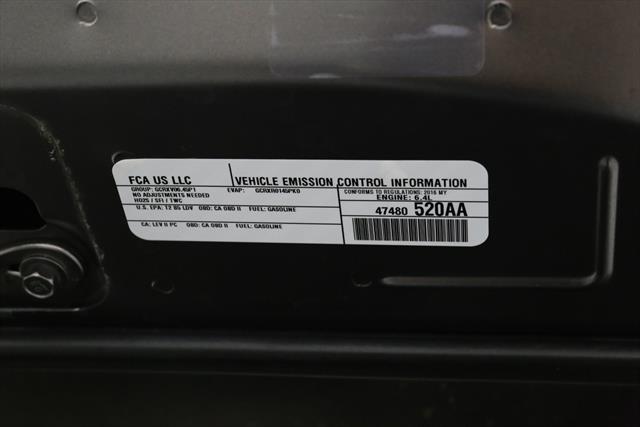 FCA US LLC
VEHICLE EMISSION CONTROL INFORMATION
GROUP: GCRXV06.45P1 EVAP: GCRXR0145PK0
NO ADJUSTMENTS NEEDED
HO2S / SFI / TWC
CONFORMS TO REGULATIONS: 2016 MY
ENGINE: 6.4L
U.S. EPA: T2 B5 LDV OBD: CA OBD II FUEL: GASOLINE
47480 520AA
CA: LEV II PC OBD: CA OBD II FUEL: GASOLINE